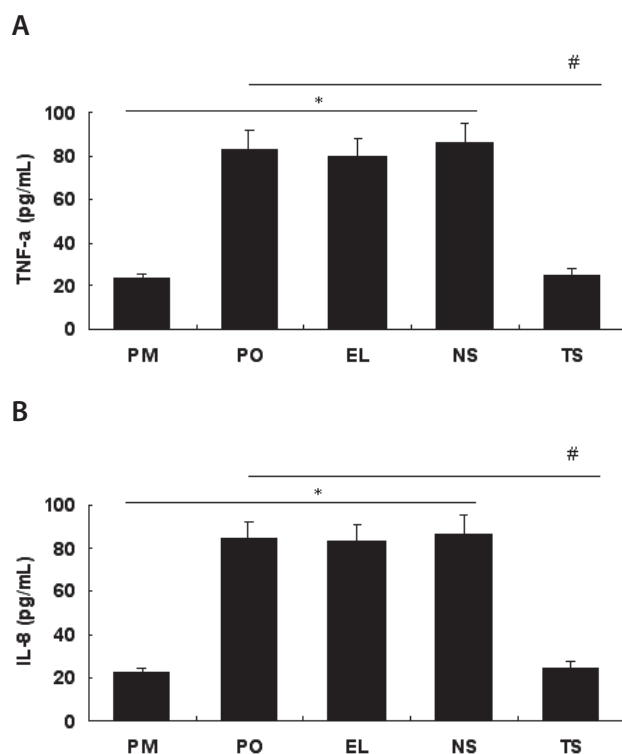 A
#
*
100
80
60
40
20
0
TNF-a (pg/mL)
PM PO EL NS TS
B
#
*
100
80
60
40
20
0
IL-8 (pg/mL)
PM PO EL NS TS